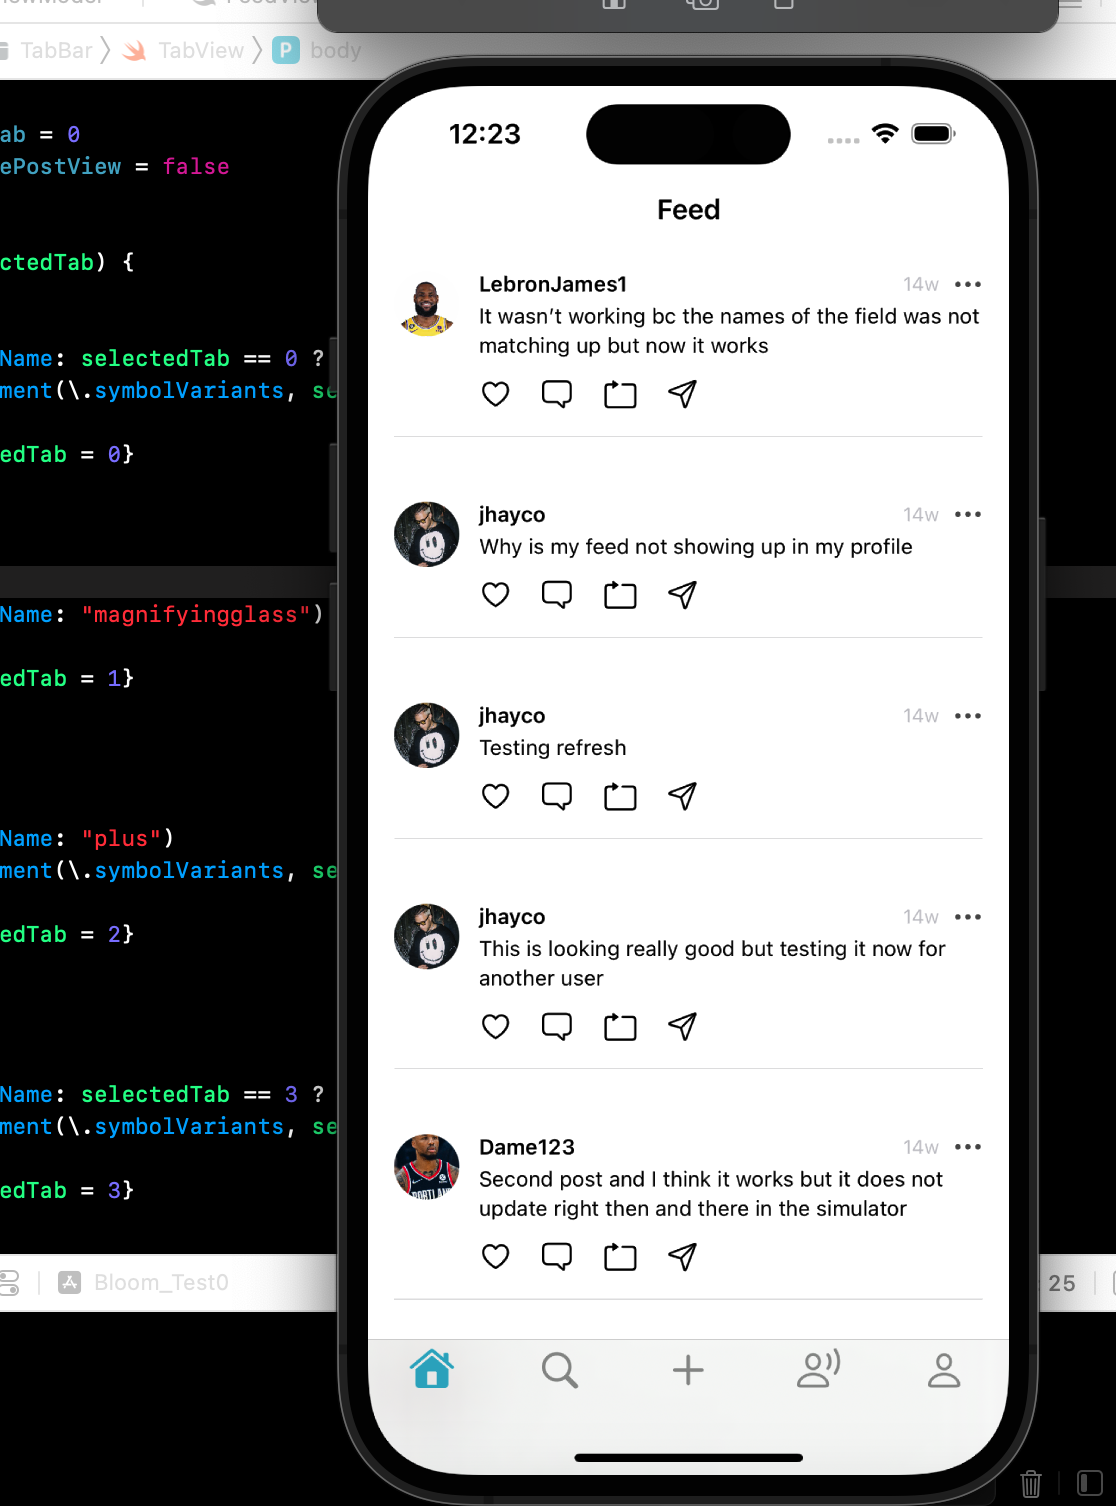 TabBar TabView P body
ab = 0
ePostView = false
ctedTab) {
Name: selectedTab == 0 ?
ment(\.symbolVariants, se
edTab = 0}
Name: "magnifyingglass")
edTab = 1}
Name: "plus")
ment(\.symbolVariants, se
edTab = 2}
Name: selectedTab == 3 ?
ment(\.symbolVariants, se
edTab = 3}
Bloom_Test0
25
12:23
Feed
LebronJames1 14w
It wasn’t working bc the names of the field was not
matching up but now it works
jhayco 14w
Why is my feed not showing up in my profile
jhayco 14w
Testing refresh
jhayco 14w
This is looking really good but testing it now for
another user
Dame123 14w
Second post and I think it works but it does not
update right then and there in the simulator